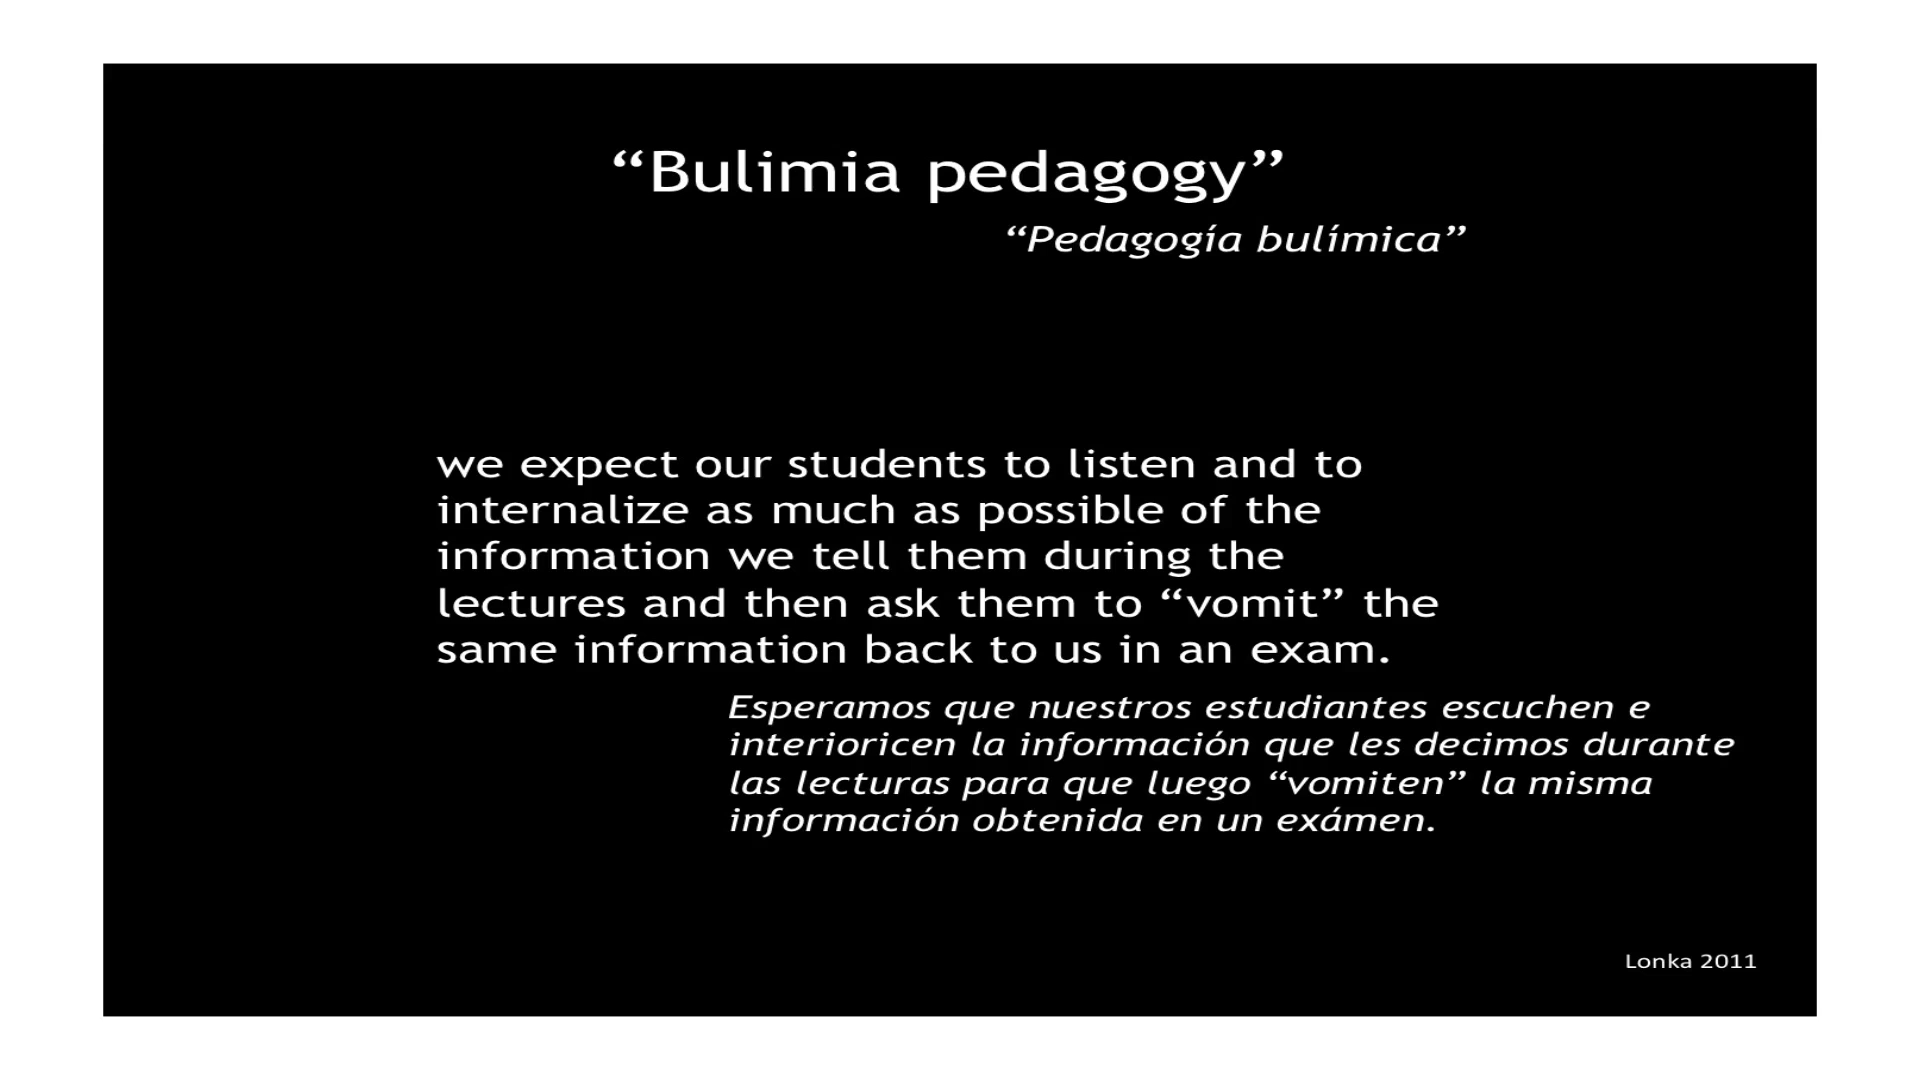 “Bulimia pedagogy”
“Pedagogía bulímica”
we expect our students to listen and to
internalize as much as possible of the
information we tell them during the
lectures and then ask them to “vomit” the
same information back to us in an exam.
Esperamos que nuestros estudiantes escuchen e
interioricen la información que les decimos durante
las lecturas para que luego “vomiten” la misma
información obtenida en un exámen.
Lonka 2011